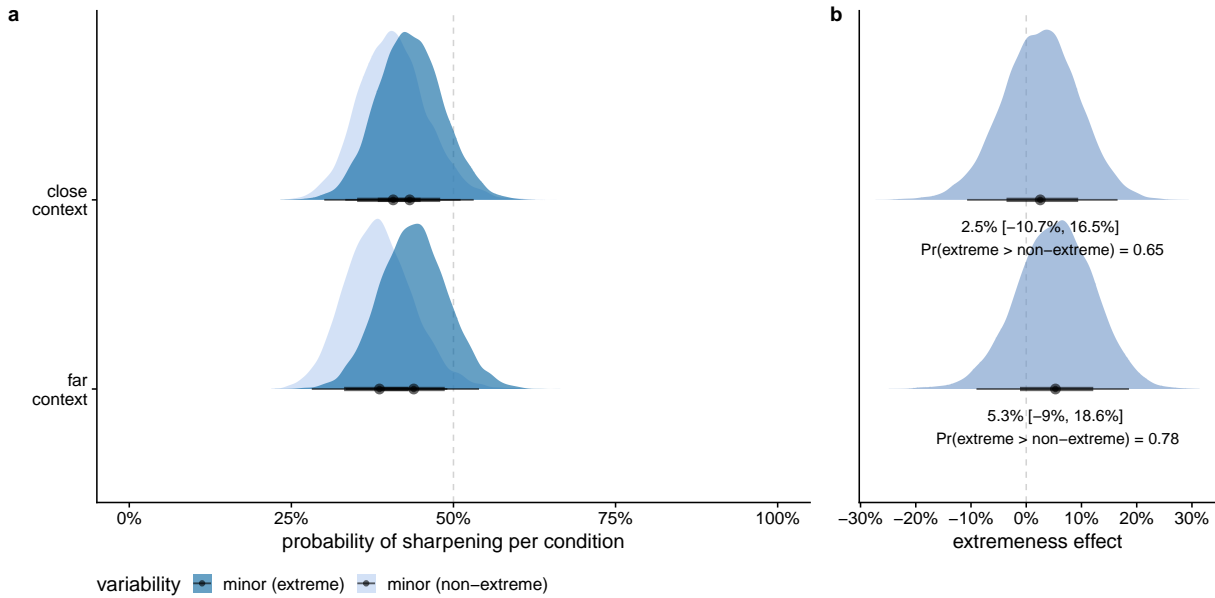 a
close
context
far
context
0%
25%
50%
75%
100%
probability of sharpening per condition
variability
minor (extreme)
minor (non−extreme)
b
2.5% [−10.7%, 16.5%]
Pr(extreme > non−extreme) = 0.65
5.3% [−9%, 18.6%]
Pr(extreme > non−extreme) = 0.78
−30%
−20%
−10%
0%
10%
20%
30%
extremeness effect